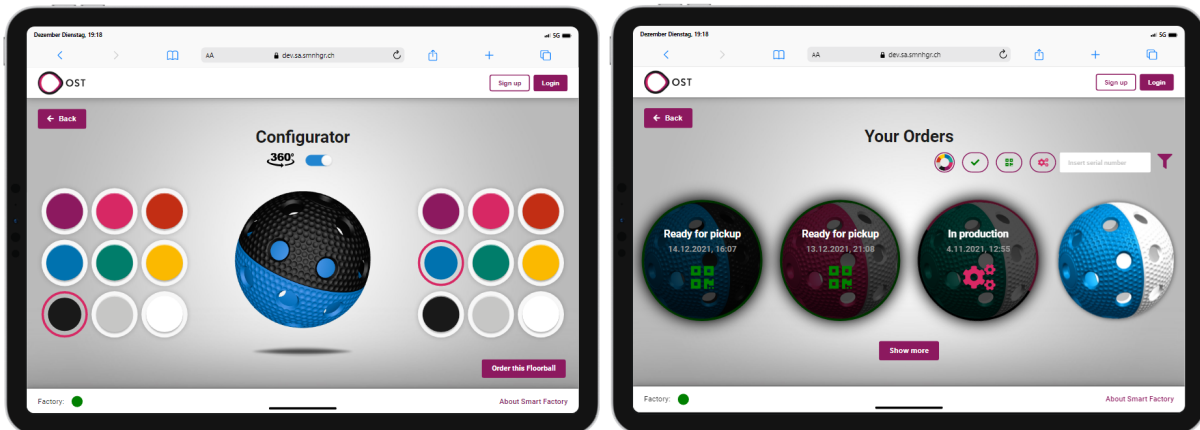 Dezember Dienstag, 19:18
5G
AA
dev.sa.smnhgr.ch
OST
Sign up
Login
← Back
Configurator
360°
Order this Floorball
Factory:
About Smart Factory
Dezember Dienstag, 19:18
5G
AA
dev.sa.smnhgr.ch
OST
Sign up
Login
← Back
Your Orders
Insert serial number
Ready for pickup
14.12.2021, 16:07
Ready for pickup
13.12.2021, 21:08
In production
4.11.2021, 12:55
Show more
Factory:
About Smart Factory